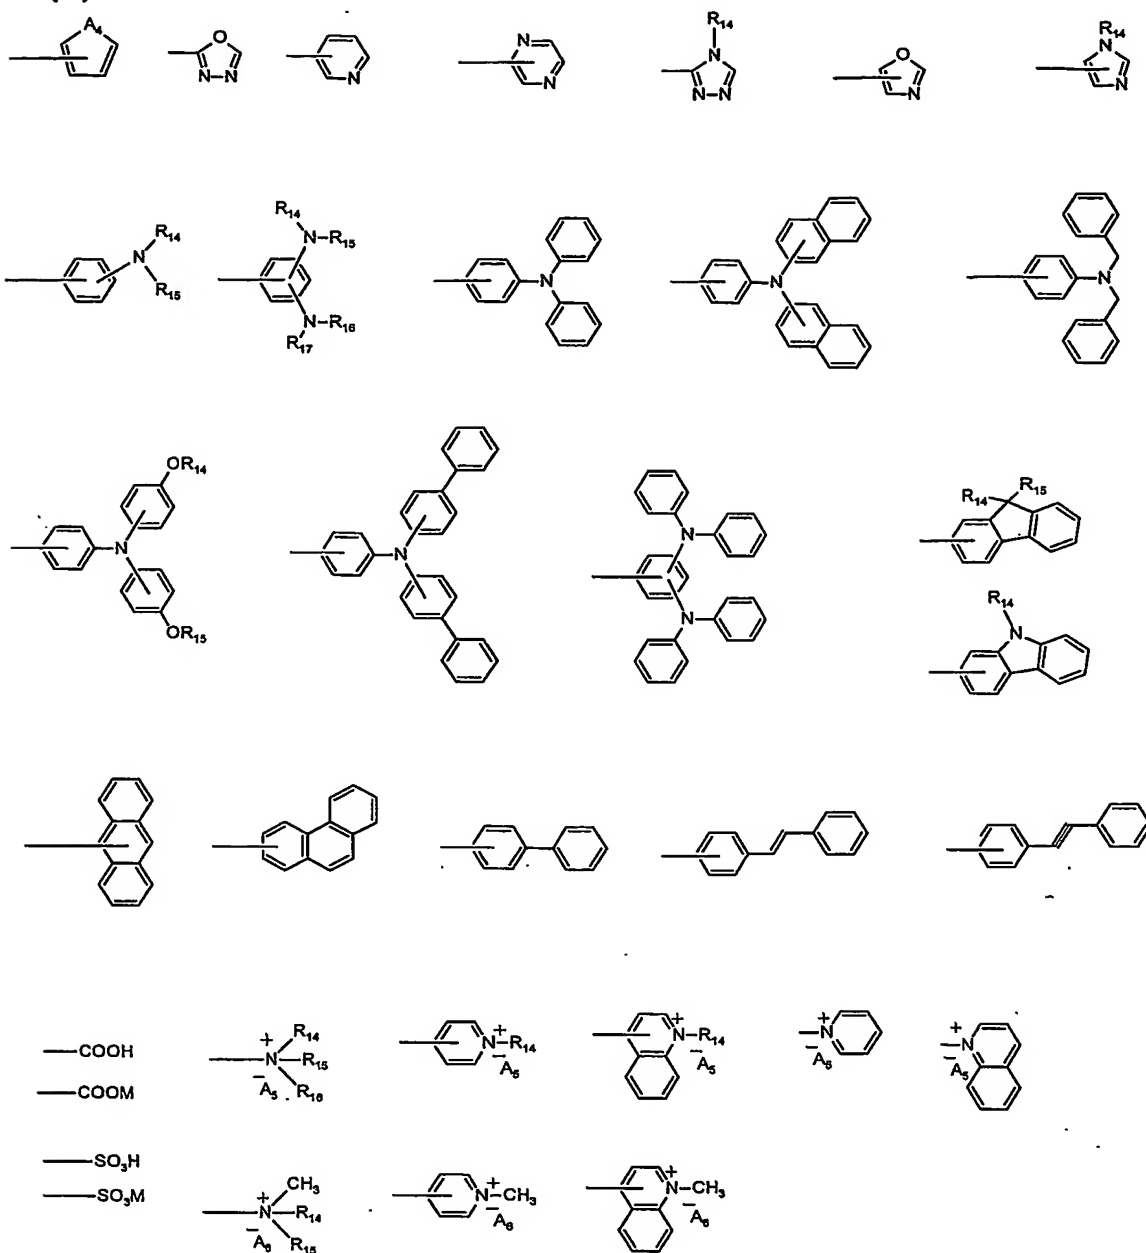 A₄
O
N N
N
N
N
R₁₄
N
N N
O
N
R₁₄
N
N
R₁₄
N
R₁₅
R₁₄
N-R₁₅
N-R₁₆
R₁₇
N
N
N
OR₁₄
N
OR₁₅
N
N
N
R₁₄ R₁₅
R₁₄
N
COOH
COOM
+ R₁₄
N R₁₅
⁻A₅ R₁₆
+
N-R₁₄
⁻A₅
+
N-R₁₄
⁻A₅
+
N
⁻A₅
+
N
⁻A₅
SO₃H
SO₃M
+ CH₃
N R₁₄
⁻A₆ R₁₅
+
N-CH₃
⁻A₆
+
N-CH₃
⁻A₆